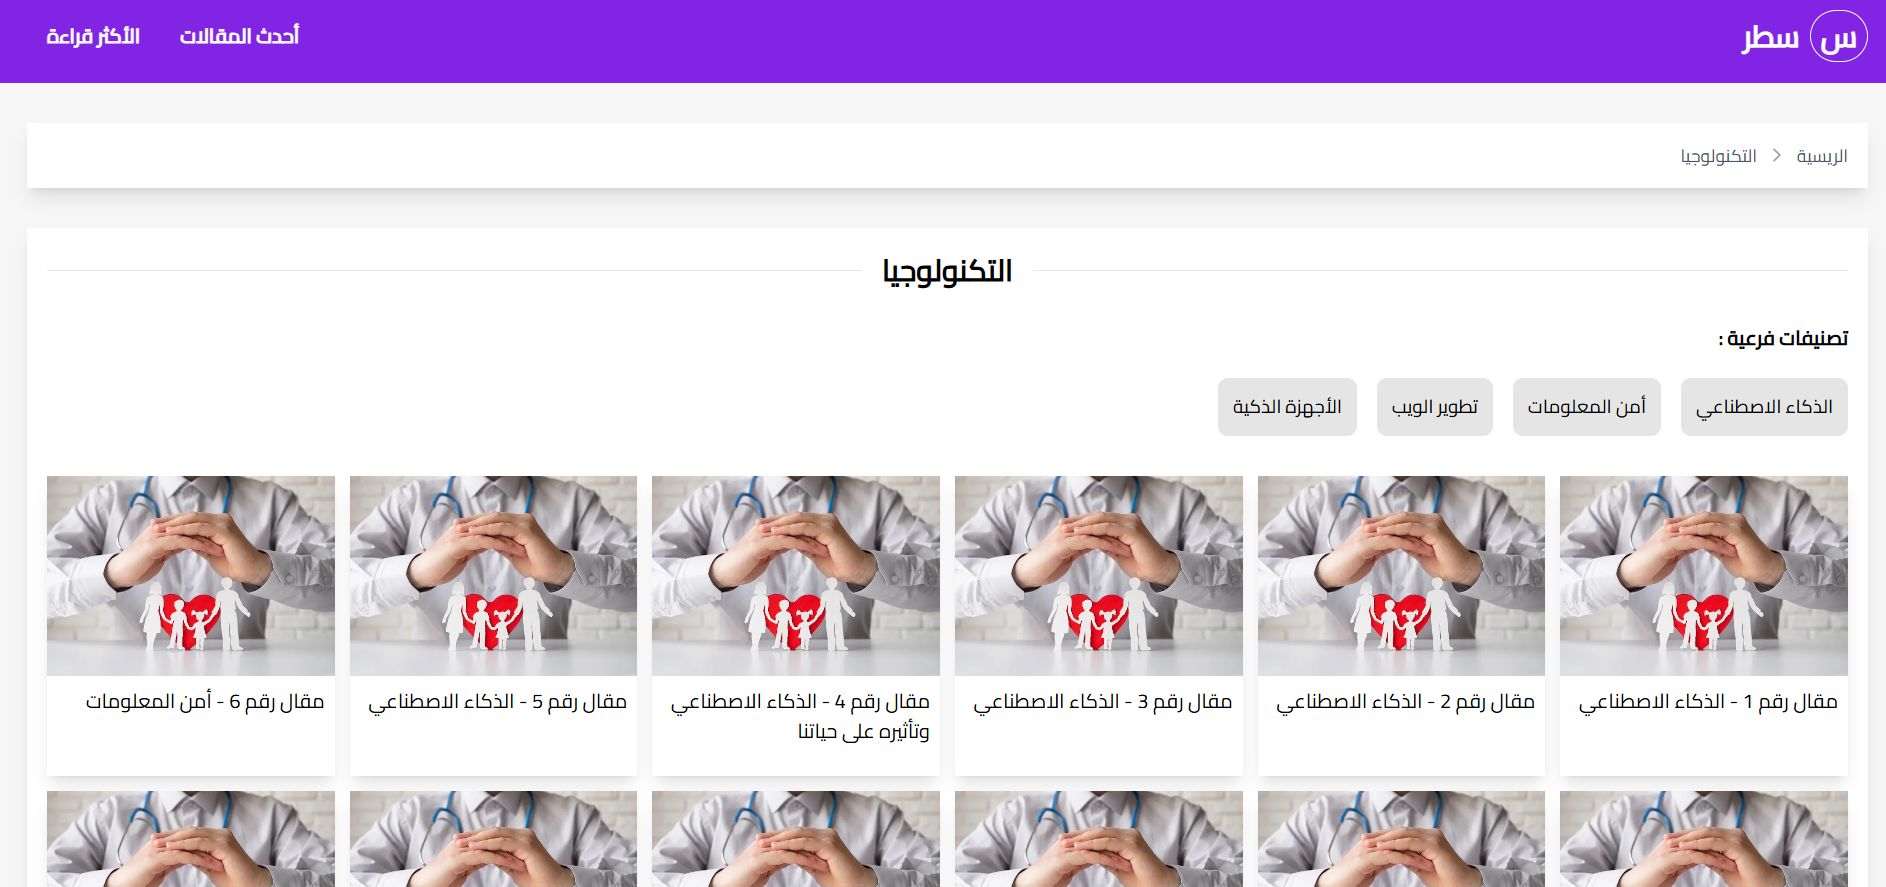 س سطر
أحدث المقالات
الأكثر قراءة
الريسية
التكنولوجيا
التكنولوجيا
تصنيفات فرعية :
الذكاء الاصطناعي
أمن المعلومات
تطوير الويب
الأجهزة الذكية
مقال رقم 1 - الذكاء الاصطناعي
مقال رقم 2 - الذكاء الاصطناعي
مقال رقم 3 - الذكاء الاصطناعي
مقال رقم 4 - الذكاء الاصطناعي
وتأثيره على حياتنا
مقال رقم 5 - الذكاء الاصطناعي
مقال رقم 6 - أمن المعلومات